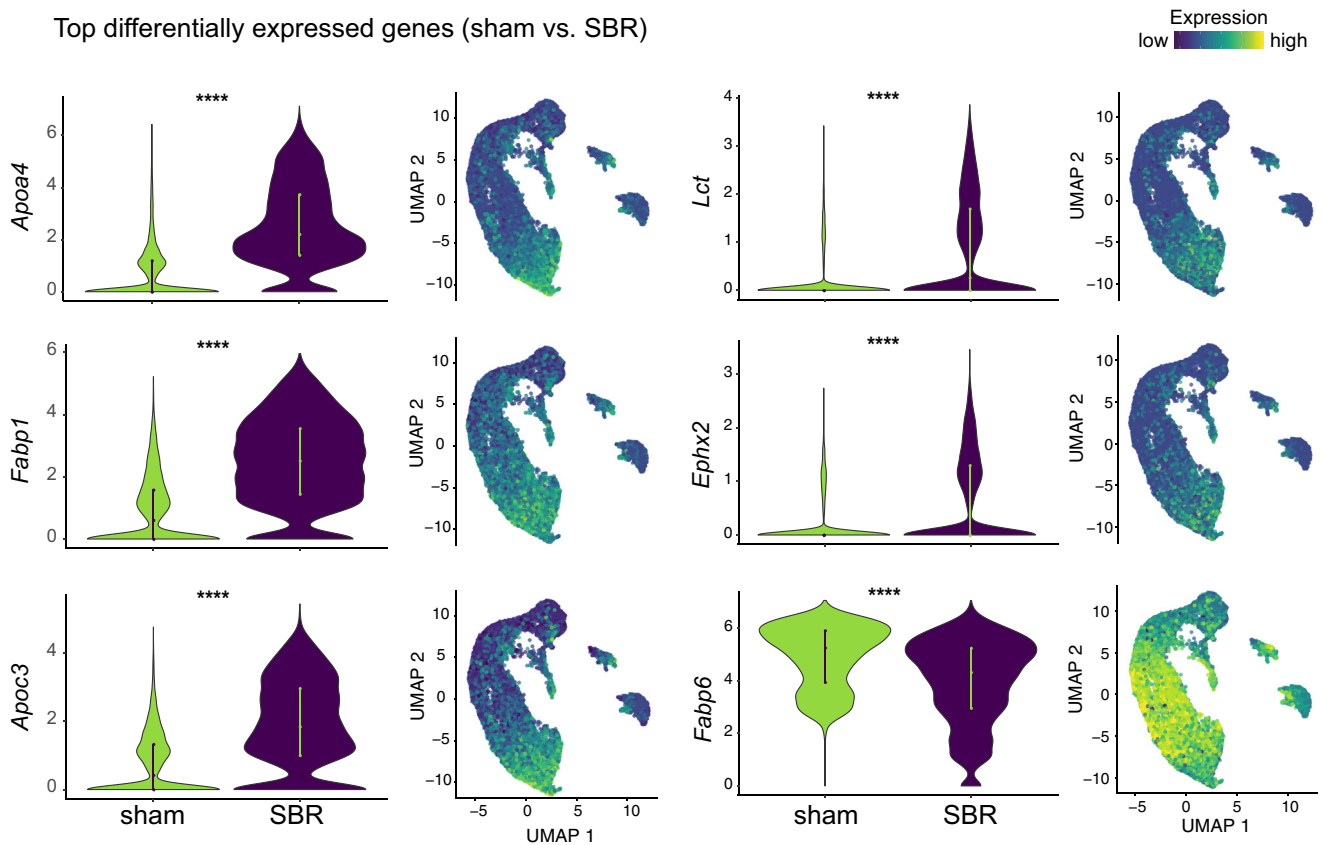 Top differentially expressed genes (sham vs. SBR)
Expression
low high
Apoa4
****
6
4
2
0
UMAP 2
10
5
0
−5
−10
Lct
****
4
3
2
1
0
UMAP 2
10
5
0
−5
−10
Fabp1
****
6
4
2
0
UMAP 2
10
5
0
−5
−10
Ephx2
****
3
2
1
0
UMAP 2
10
5
0
−5
−10
Apoc3
****
4
2
0
sham SBR
UMAP 2
10
5
0
−5
−10
−5 0 5 10
UMAP 1
Fabp6
****
6
4
2
0
sham SBR
UMAP 2
10
5
0
−5
−10
−5 0 5 10
UMAP 1